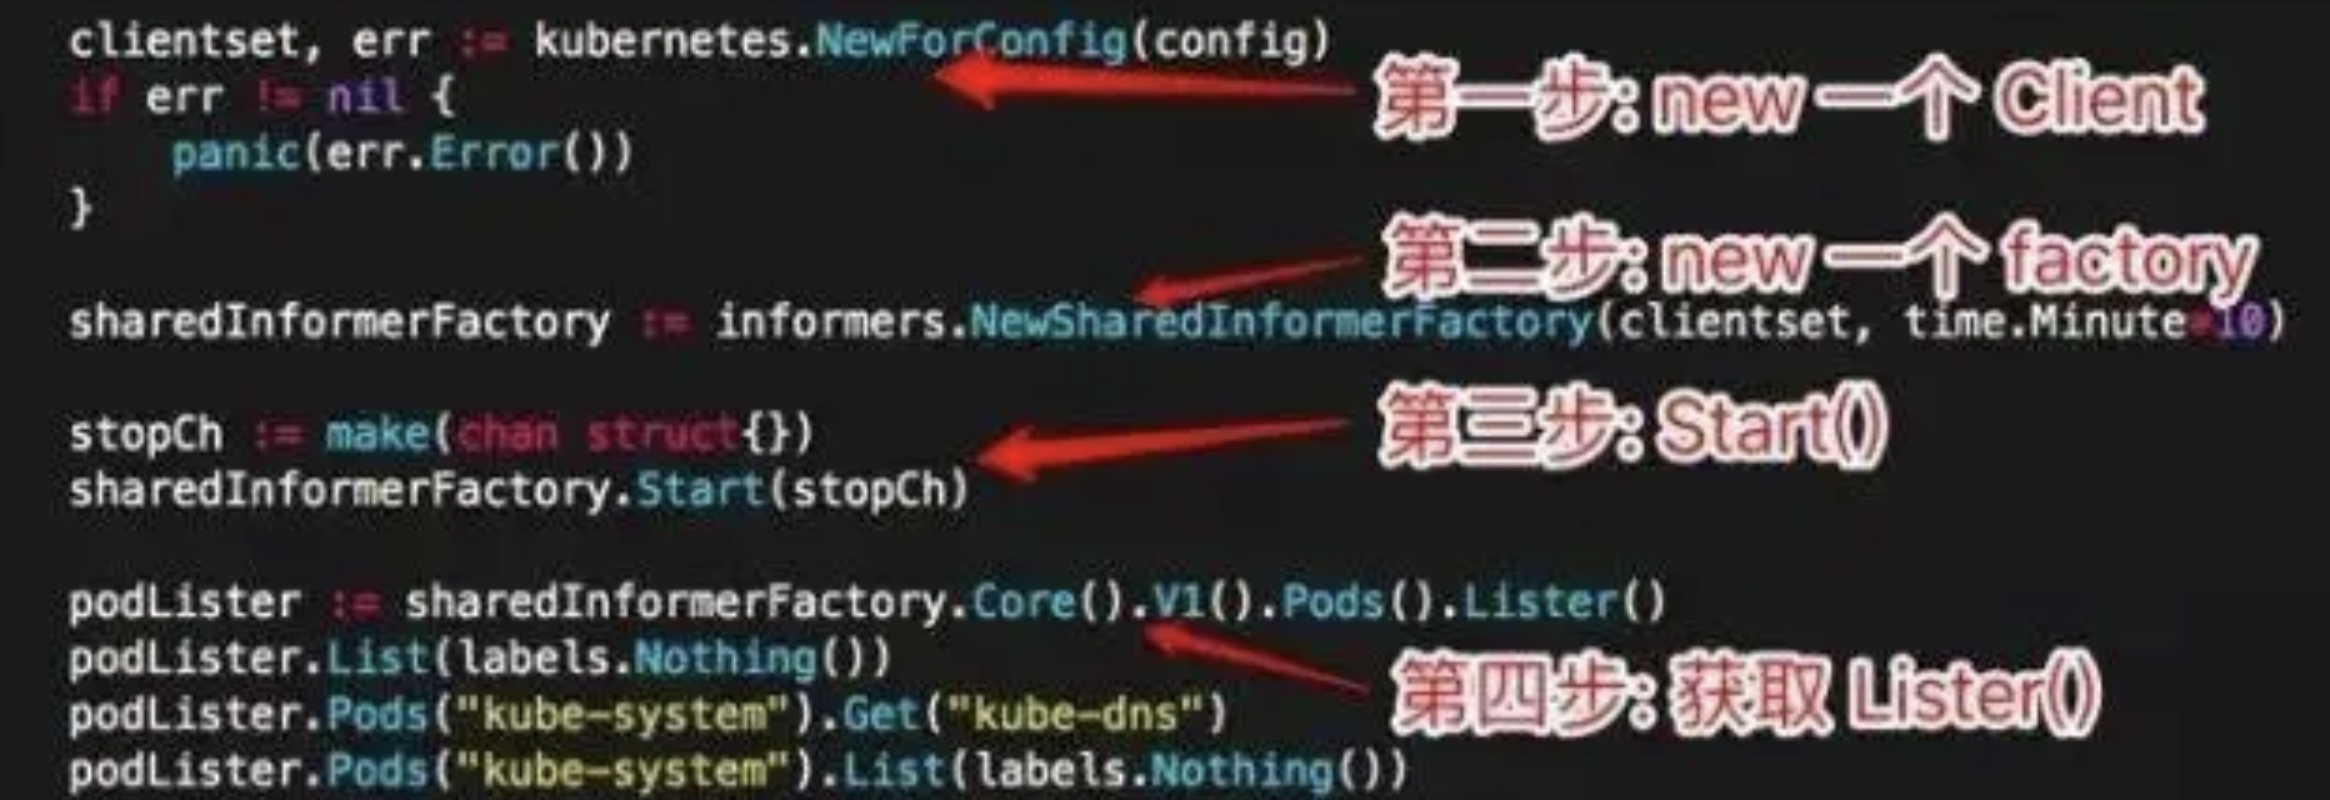 clientset, err := kubernetes.NewForConfig(config)
第一步: new 一个 Client
if err != nil {
panic(err.Error())
}
第二步: new 一个 factory
sharedInformerFactory := informers.NewSharedInformerFactory(clientset, time.Minute*10)
第三步: Start()
stopCh := make(chan struct{})
sharedInformerFactory.Start(stopCh)
podLister := sharedInformerFactory.Core().V1().Pods().Lister()
第四步: 获取 Lister()
podLister.List(labels.Nothing())
podLister.Pods("kube-system").Get("kube-dns")
podLister.Pods("kube-system").List(labels.Nothing())